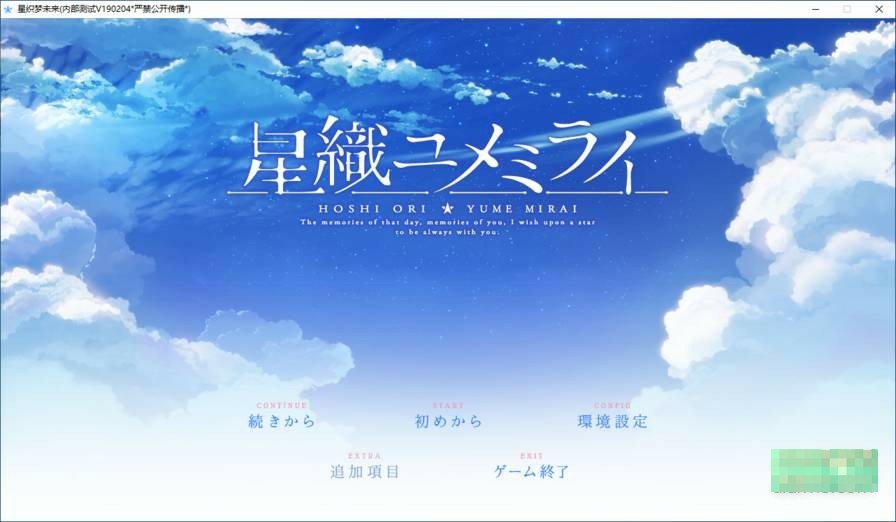 星织梦未来(内部测试V190204*严禁公开传播*)
星織ユメミライ
HOSHI ORI ★ YUME MIRAI
The memories of that day, memories of you, I wish upon a star
to be always with you.
CONTINUE START CONFIG
続きから 初めから 環境設定
EXTRA EXIT
追加項目 ゲーム終了